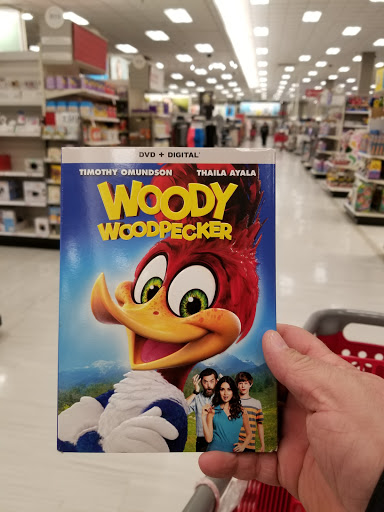 DVD + DIGITAL
TIMOTHY OMUNDSON THAILA AYALA
WOODY
WOODPECKER